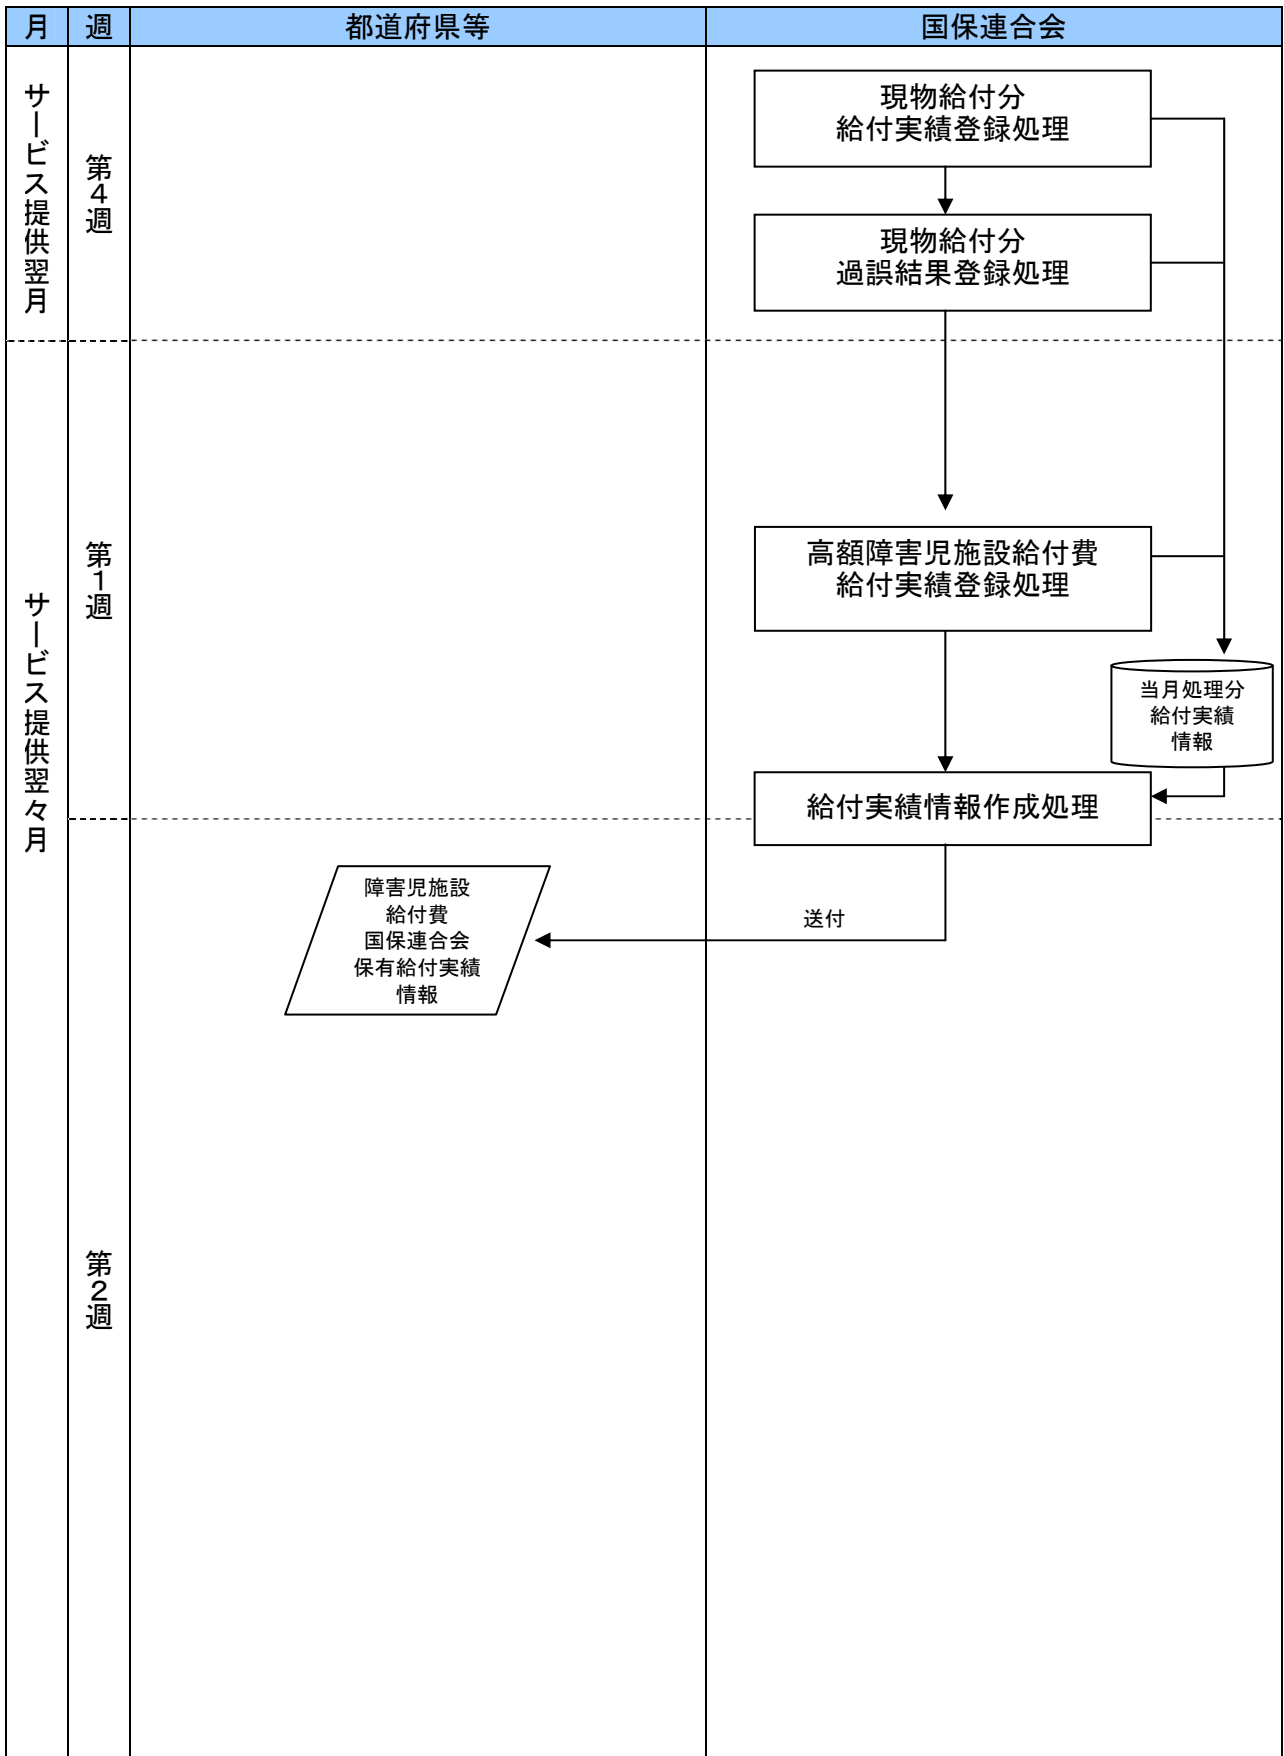 月
週
都道府県等
国保連合会
サービス提供翌月
第4週
現物給付分
給付実績登録処理
現物給付分
過誤結果登録処理
サービス提供翌々月
第1週
高額障害児施設給付費
給付実績登録処理
当月処理分
給付実績
情報
給付実績情報作成処理
第2週
障害児施設
給付費
国保連合会
保有給付実績
情報
送付